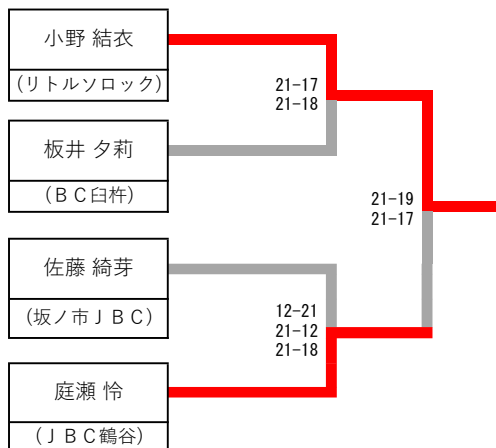 小野 結衣
(リトルソロック)
21-17
21-18
板井 夕莉
(ＢＣ臼杵)
21-19
21-17
佐藤 綺芽
(坂ノ市ＪＢＣ)
12-21
21-12
21-18
庭瀬 怜
(ＪＢＣ鶴谷)